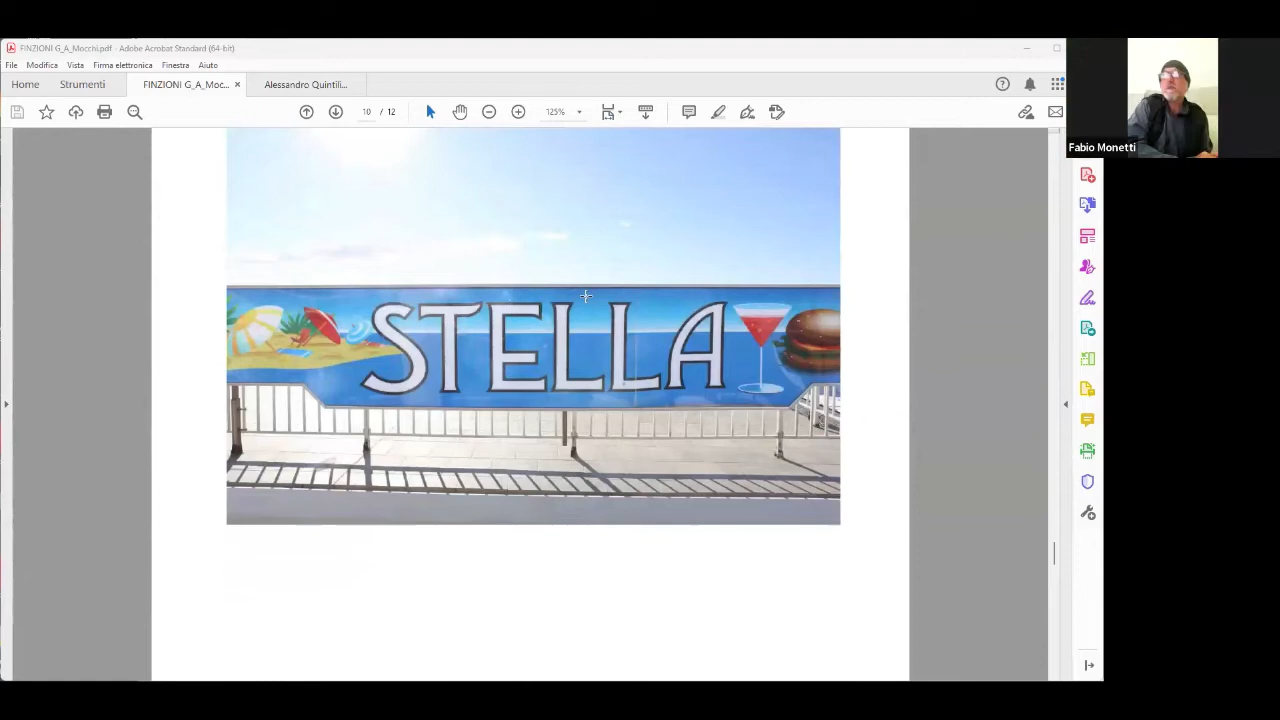 FINZIONI G_A_Mocchi.pdf - Adobe Acrobat Standard (64-bit)
File Modifica Vista Firma elettronica Finestra Aiuto
Home Strumenti FINZIONI G_A_Moc... × Alessandro Quintili...
10 / 12 125%
Fabio Monetti
STELLA